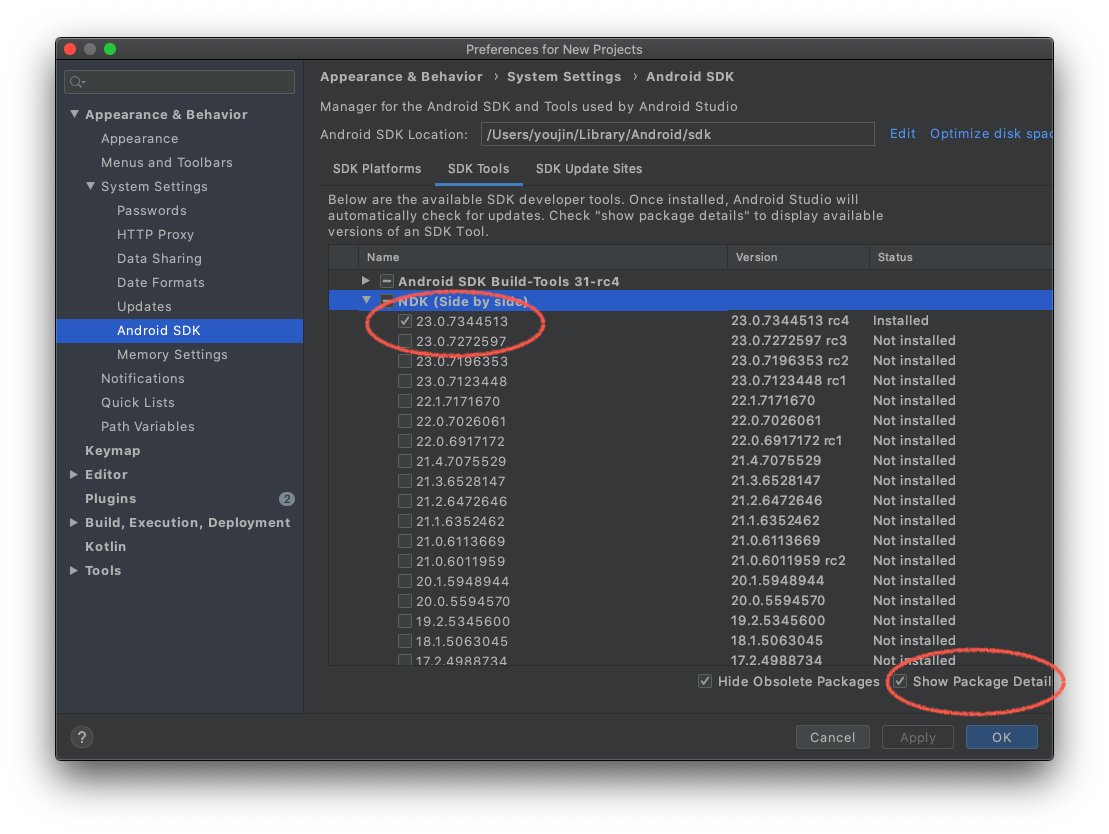 Preferences for New Projects
Appearance & Behavior
Appearance
Menus and Toolbars
System Settings
Passwords
HTTP Proxy
Data Sharing
Date Formats
Updates
Android SDK
Memory Settings
Notifications
Quick Lists
Path Variables
Keymap
Editor
Plugins 2
Build, Execution, Deployment
Kotlin
Tools
Appearance & Behavior › System Settings › Android SDK
Manager for the Android SDK and Tools used by Android Studio
Android SDK Location: /Users/youjin/Library/Android/sdk Edit Optimize disk spac
SDK Platforms SDK Tools SDK Update Sites
Below are the available SDK developer tools. Once installed, Android Studio will
automatically check for updates. Check "show package details" to display available
versions of an SDK Tool.
Name Version Status
Android SDK Build-Tools 31-rc4
NDK (Side by side)
23.0.7344513 23.0.7344513 rc4 Installed
23.0.7272597 23.0.7272597 rc3 Not installed
23.0.7196353 23.0.7196353 rc2 Not installed
23.0.7123448 23.0.7123448 rc1 Not installed
22.1.7171670 22.1.7171670 Not installed
22.0.7026061 22.0.7026061 Not installed
22.0.6917172 22.0.6917172 rc1 Not installed
21.4.7075529 21.4.7075529 Not installed
21.3.6528147 21.3.6528147 Not installed
21.2.6472646 21.2.6472646 Not installed
21.1.6352462 21.1.6352462 Not installed
21.0.6113669 21.0.6113669 Not installed
21.0.6011959 21.0.6011959 rc2 Not installed
20.1.5948944 20.1.5948944 Not installed
20.0.5594570 20.0.5594570 Not installed
19.2.5345600 19.2.5345600 Not installed
18.1.5063045 18.1.5063045 Not installed
17.2.4988734 17.2.4988734 Not installed
Hide Obsolete Packages Show Package Detail
? Cancel Apply OK